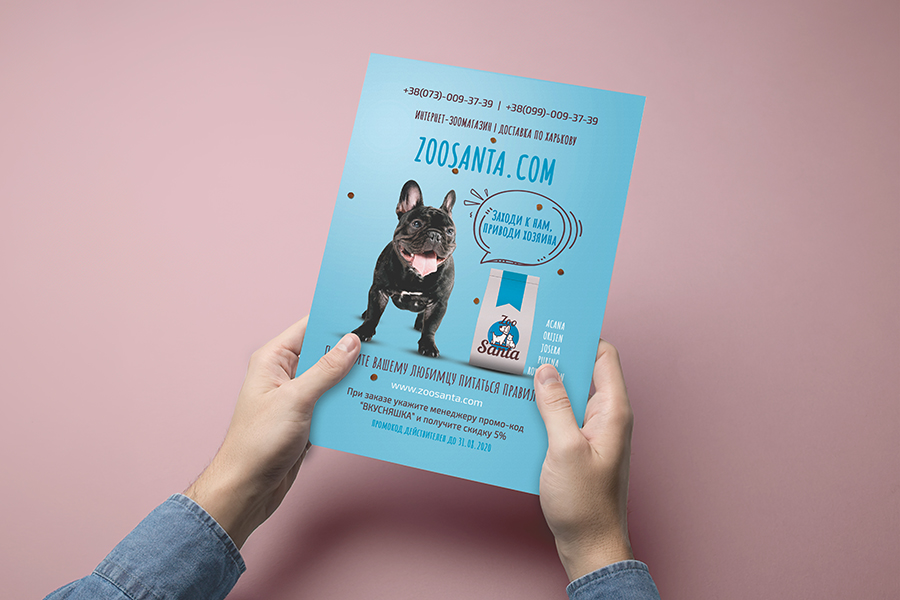 +38(073)-009-37-39 | +38(099)-009-37-39
ИНТЕРНЕТ-ЗООМАГАЗИН | ДОСТАВКА ПО ХАРЬКОВУ
ZOOSANTA.COM
ЗАХОДИ К НАМ,
ПРИВОДИ ХОЗЯИНА
Zoo
Santa
ACANA
ORIJEN
JOSERA
PURINA
ВАШЕМУ ЛЮБИМЦУ ПИТАТЬСЯ
www.zoosanta.com
При заказе укажите менеджеру промо-код
"ВКУСНЯШКА" и получите скидку 5%
ПРОМОКОД ДЕЙСТВИТЕЛЕН ДО 31.08.2020